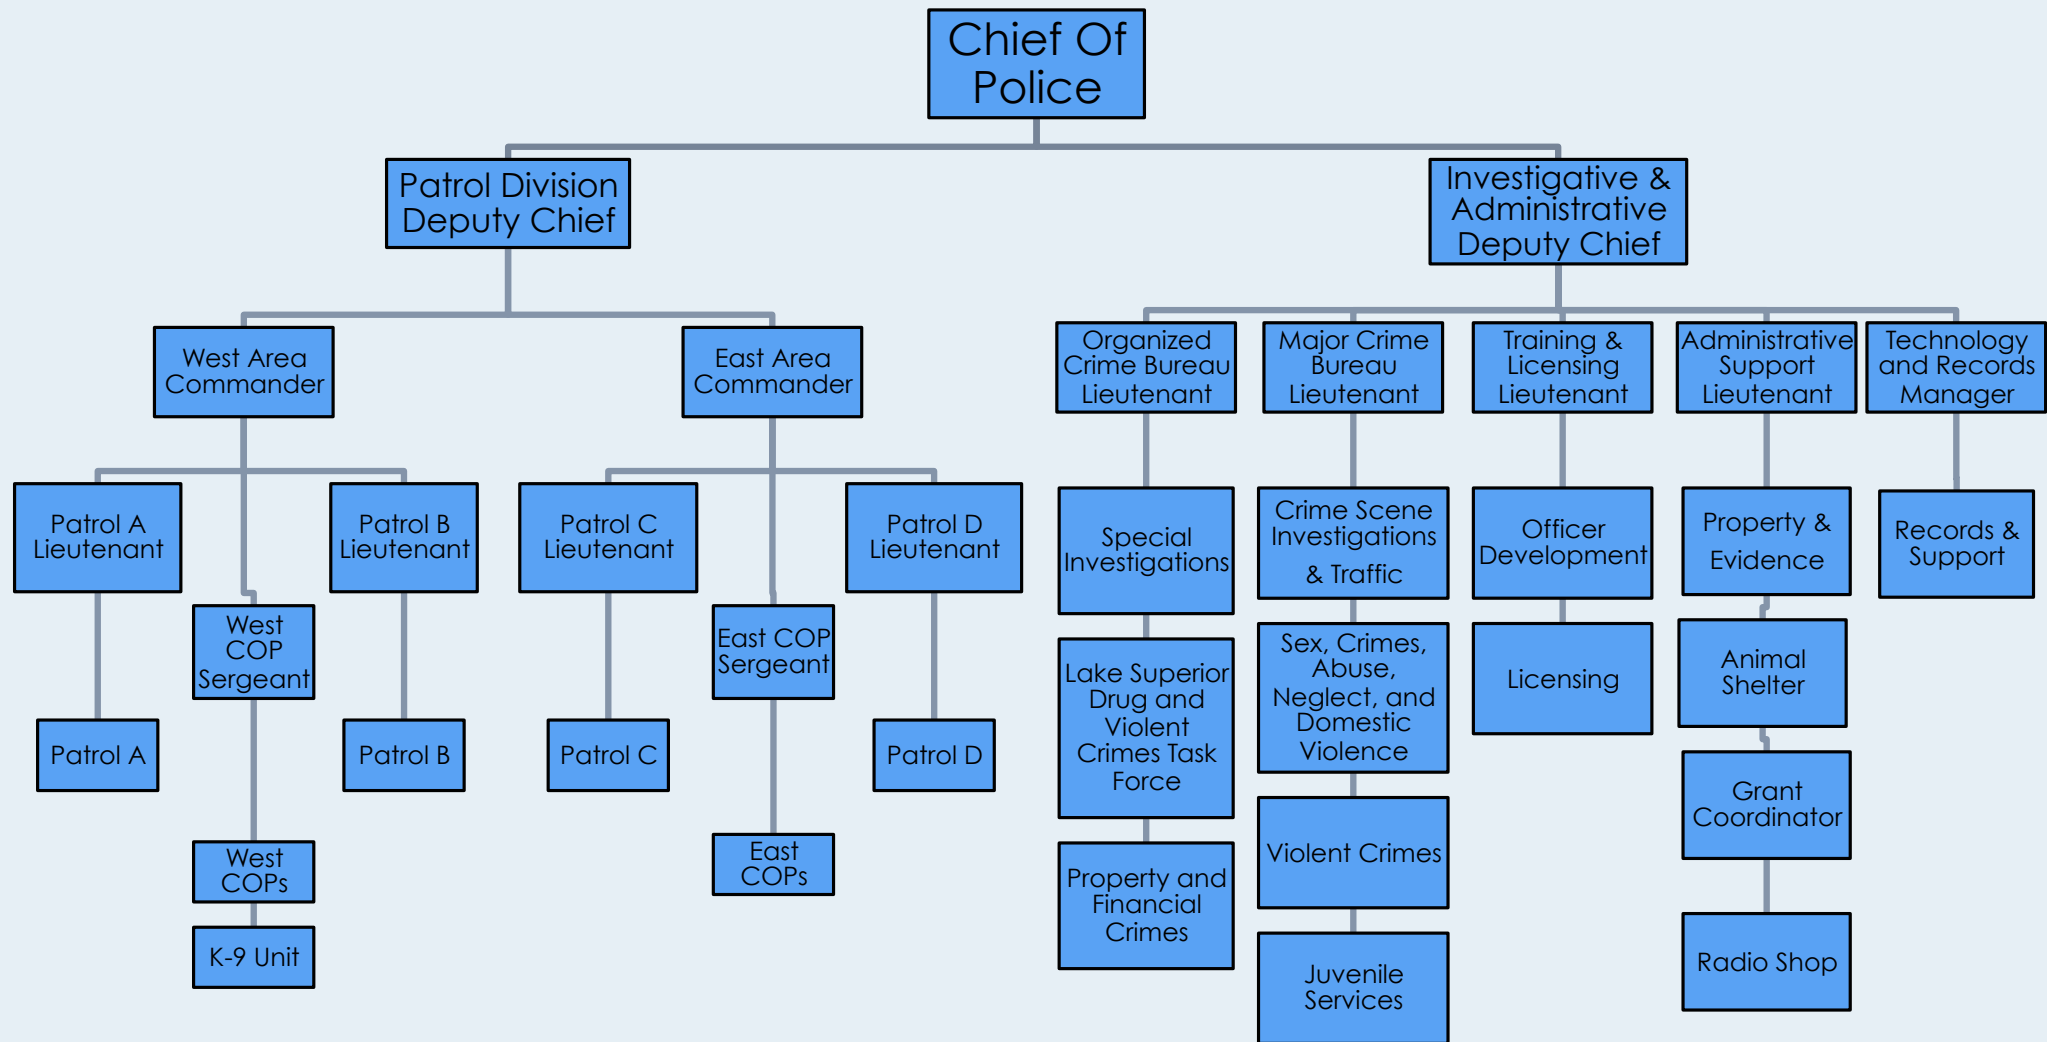 Chief Of
Police
Patrol Division
Deputy Chief
Investigative &
Administrative
Deputy Chief
West Area
Commander
East Area
Commander
Organized
Crime Bureau
Lieutenant
Major Crime
Bureau
Lieutenant
Training &
Licensing
Lieutenant
Administrative
Support
Lieutenant
Technology
and Records
Manager
Patrol A
Lieutenant
Patrol B
Lieutenant
Patrol C
Lieutenant
Patrol D
Lieutenant
Special
Investigations
Crime Scene
Investigations
& Traffic
Officer
Development
Property &
Evidence
Records &
Support
West
COP
Sergeant
East COP
Sergeant
Lake Superior
Drug and
Violent
Crimes Task
Force
Sex, Crimes,
Abuse,
Neglect, and
Domestic
Violence
Licensing
Animal
Shelter
Patrol A
Patrol B
Patrol C
Patrol D
Grant
Coordinator
West
COPs
East
COPs
Property and
Financial
Crimes
Violent Crimes
K-9 Unit
Juvenile
Services
Radio Shop